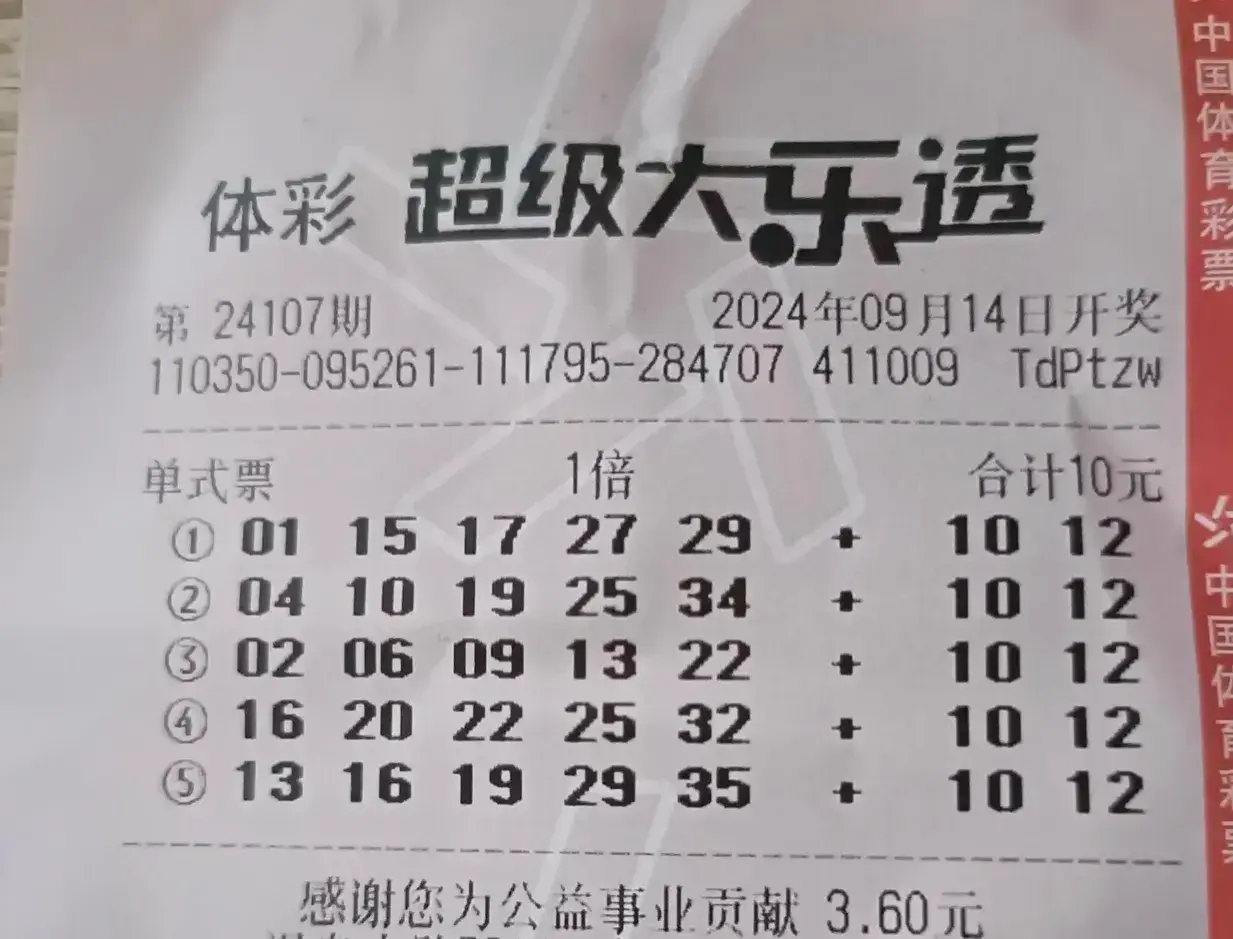 体彩 超级大乐透
第 24107期 2024年09月14日开奖
110350-095261-111795-284707 411009 TdPtzw
单式票 1倍 合计10元
① 01 15 17 27 29 + 10 12
② 04 10 19 25 34 + 10 12
③ 02 06 09 13 22 + 10 12
④ 16 20 22 25 32 + 10 12
⑤ 13 16 19 29 35 + 10 12
感谢您为公益事业贡献 3.60元
中国体育彩票
中国体育彩票